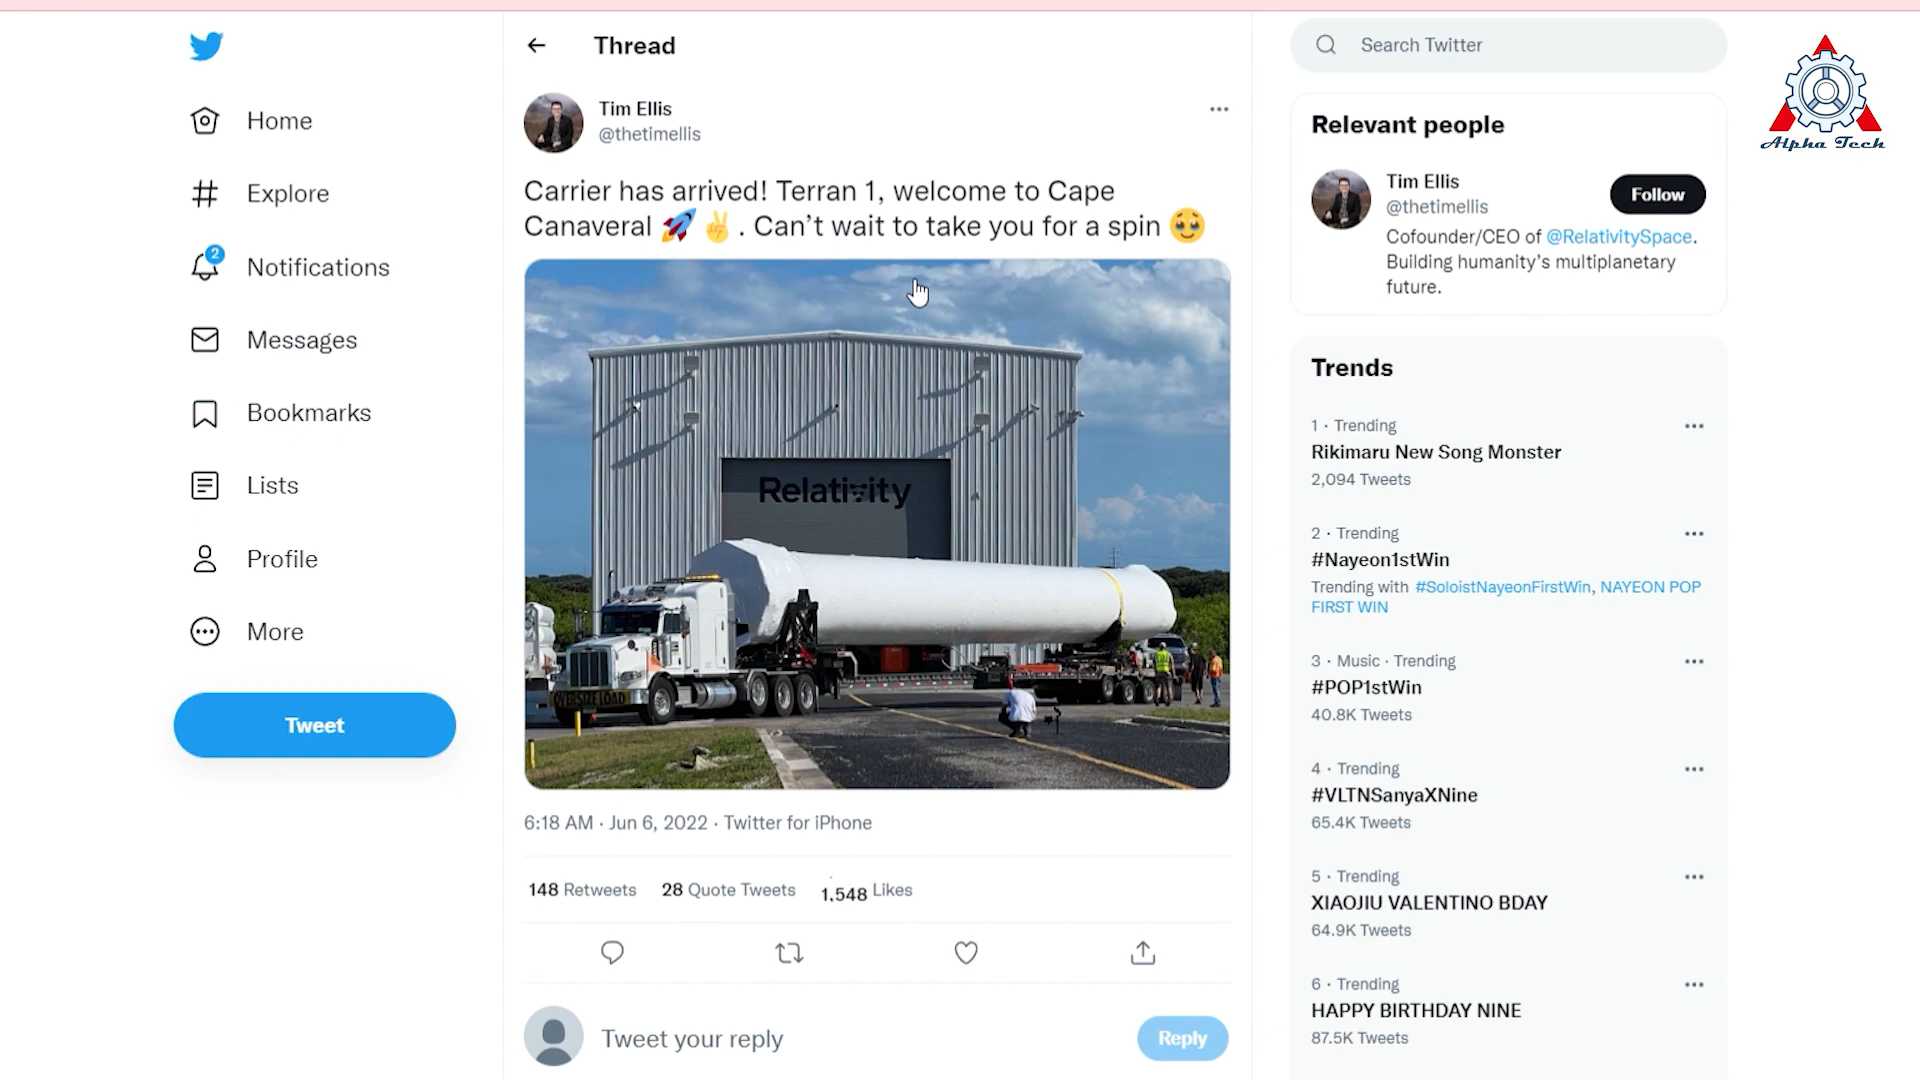 Home
Explore
2
Notifications
Messages
Bookmarks
Lists
Profile
More
Tweet
Thread
Tim Ellis
@thetimellis
Carrier has arrived! Terran 1, welcome to Cape
Canaveral 🚀✌️. Can’t wait to take you for a spin 🥹
Relativity
OVERSIZE LOAD
6:18 AM · Jun 6, 2022 · Twitter for iPhone
148 Retweets 28 Quote Tweets 1,548 Likes
Tweet your reply
Reply
Search Twitter
Relevant people
Tim Ellis
@thetimellis
Follow
Cofounder/CEO of @RelativitySpace.
Building humanity’s multiplanetary
future.
Trends
1 · Trending
Rikimaru New Song Monster
2,094 Tweets
2 · Trending
#Nayeon1stWin
Trending with #SoloistNayeonFirstWin, NAYEON POP
FIRST WIN
3 · Music · Trending
#POP1stWin
40.8K Tweets
4 · Trending
#VLTNSanyaXNine
65.4K Tweets
5 · Trending
XIAOJIU VALENTINO BDAY
64.9K Tweets
6 · Trending
HAPPY BIRTHDAY NINE
87.5K Tweets
Alpha Tech